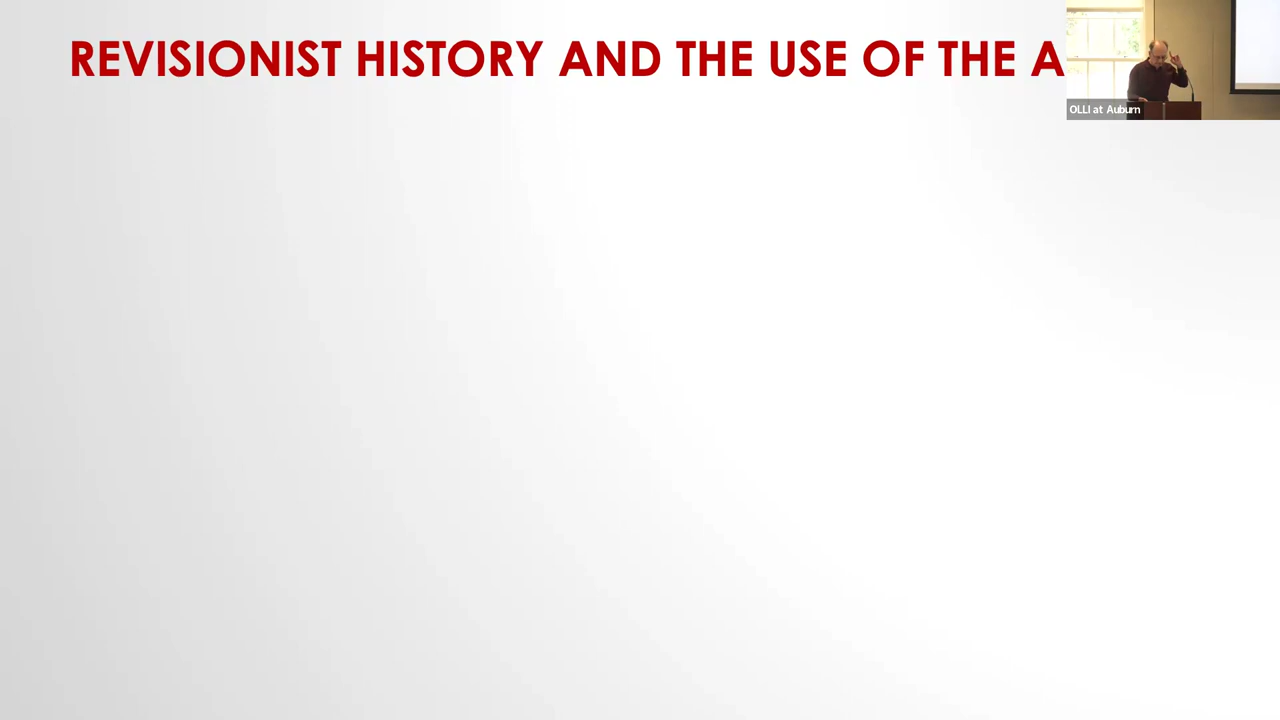 REVISIONIST HISTORY AND THE USE OF THE A
OLLI at Auburn